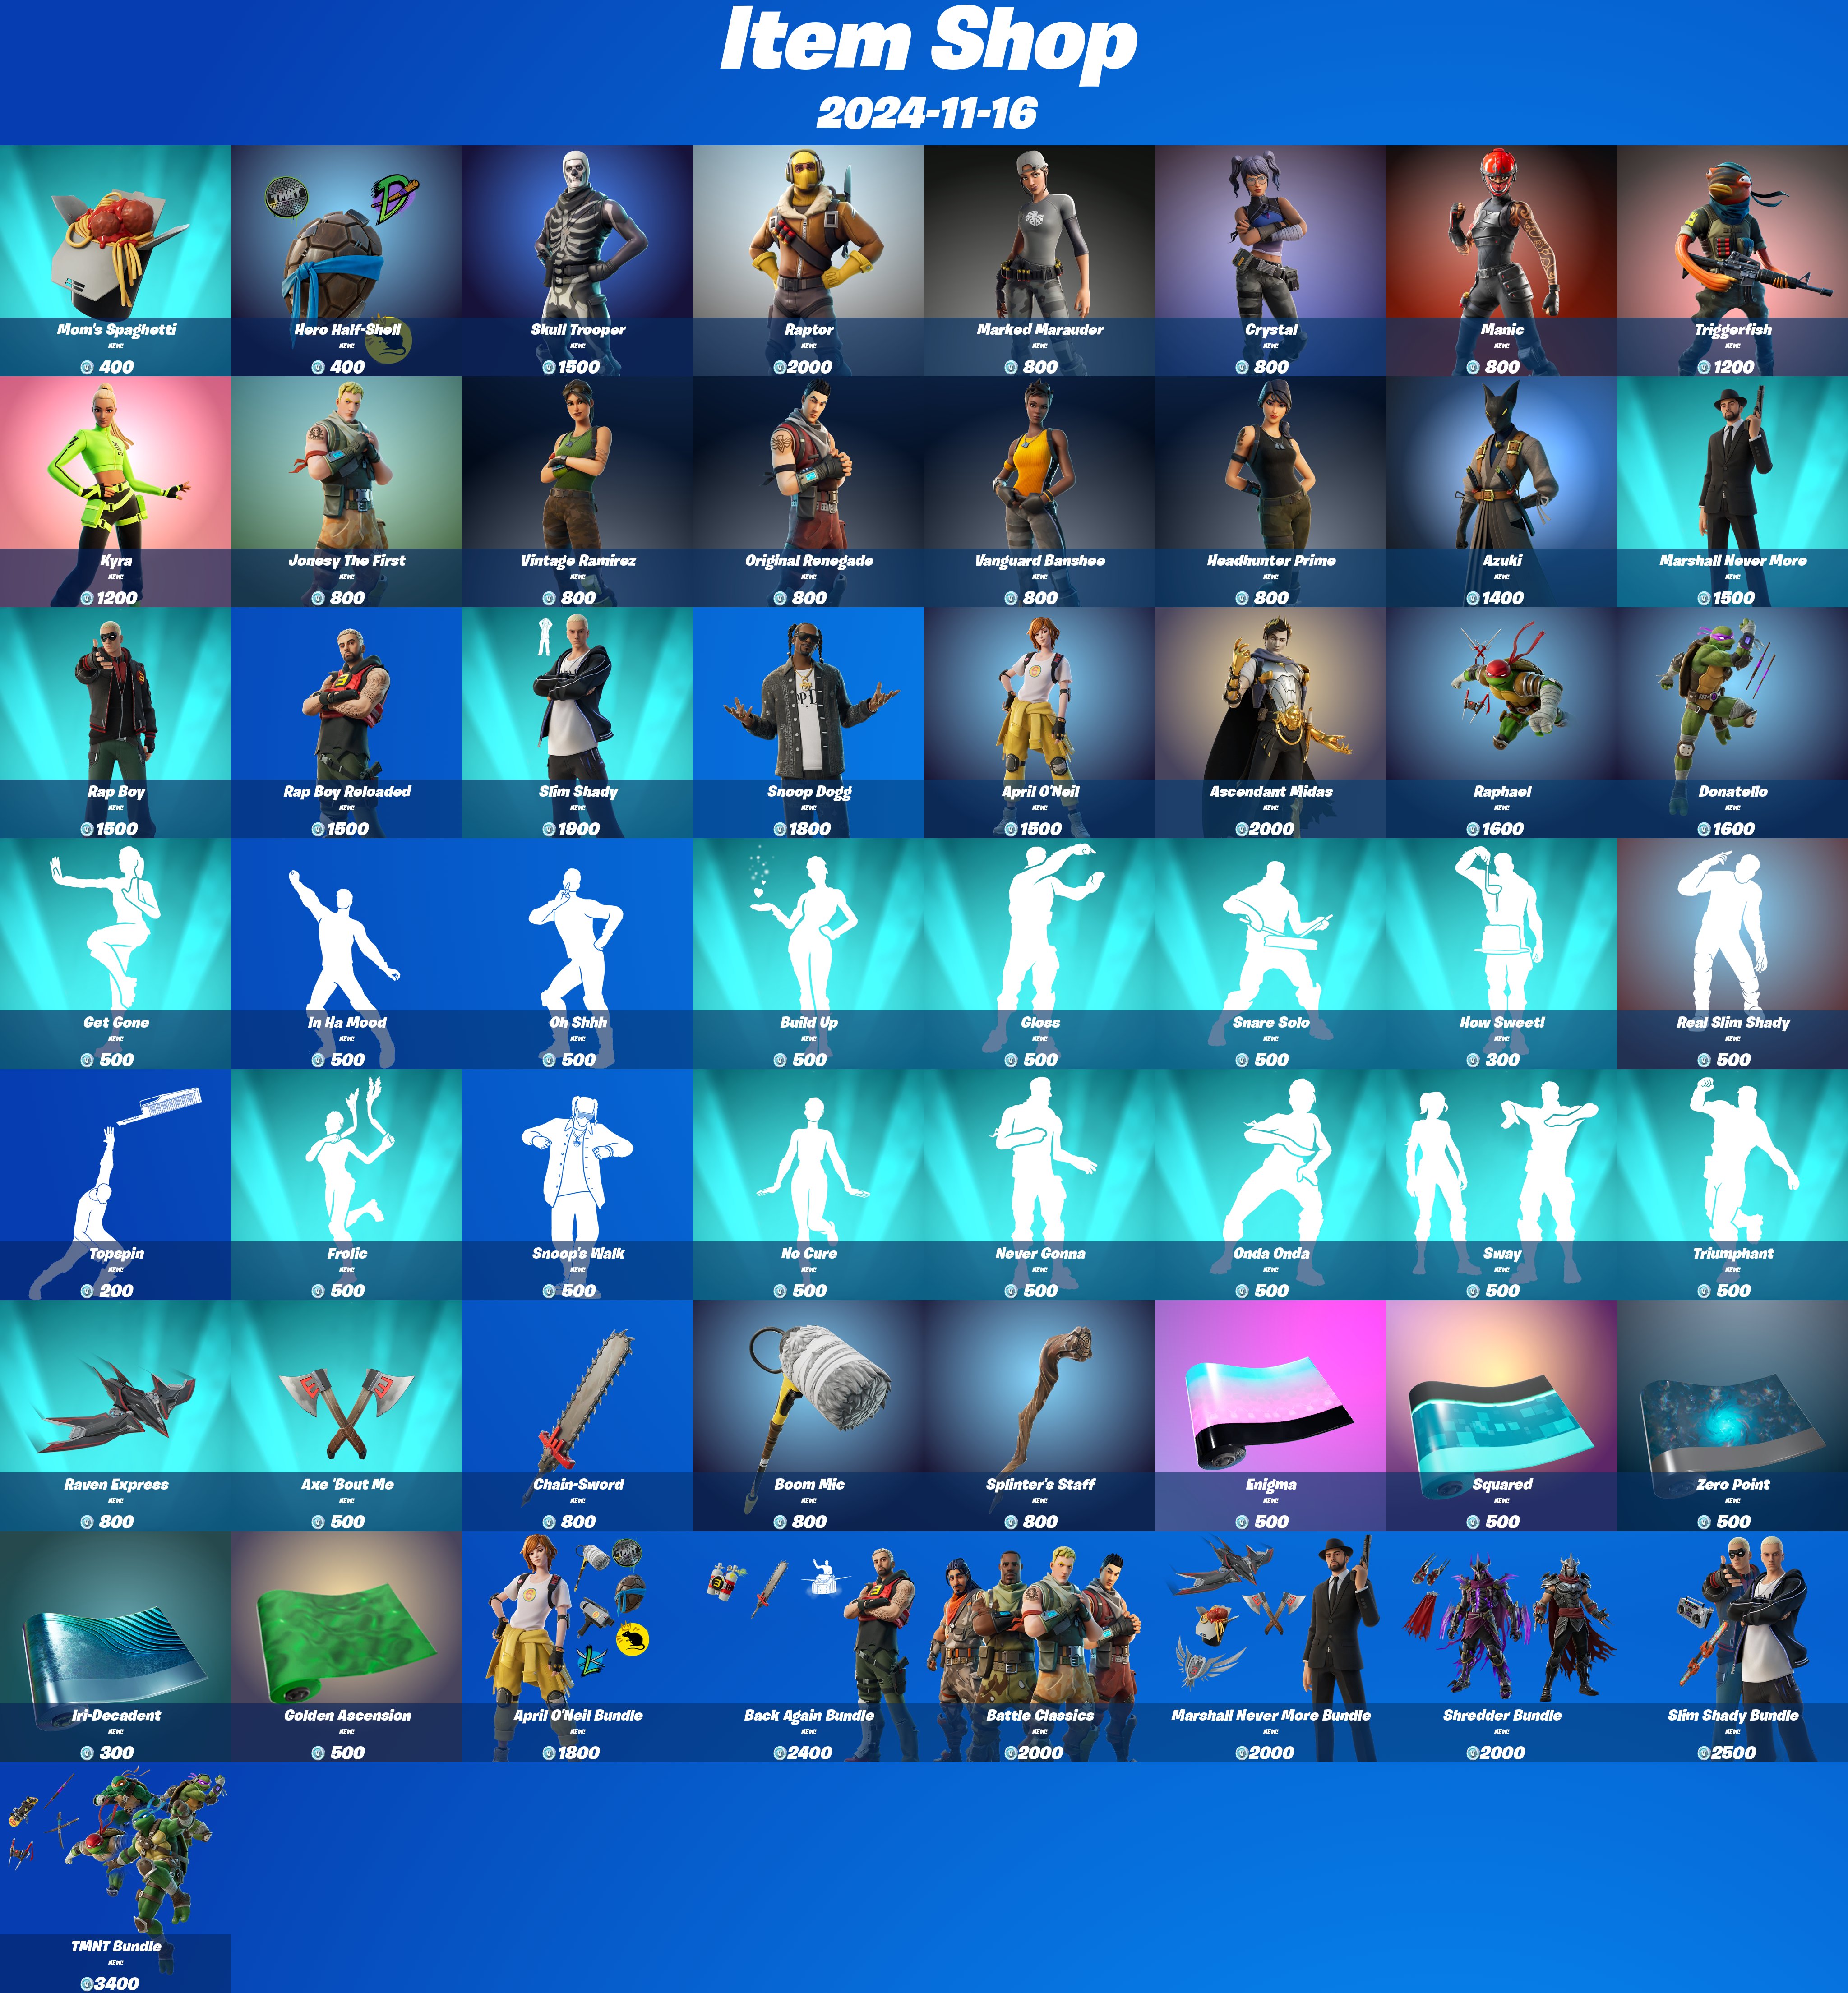 Item Shop
2024-11-16
Mom's Spaghetti
NEW!
400
TMNT
Hero Half-Shell
NEW!
400
Skull Trooper
NEW!
1500
Raptor
NEW!
2000
Marked Marauder
NEW!
800
Crystal
NEW!
800
Manic
NEW!
800
Triggerfish
NEW!
1200
Kyra
NEW!
1200
Jonesy The First
NEW!
800
Vintage Ramirez
NEW!
800
Original Renegade
NEW!
800
Vanguard Banshee
NEW!
800
Headhunter Prime
NEW!
800
Azuki
NEW!
1400
Marshall Never More
NEW!
1500
Rap Boy
NEW!
1500
Rap Boy Reloaded
NEW!
1500
Slim Shady
NEW!
1900
Snoop Dogg
NEW!
1800
April O'Neil
NEW!
1500
Ascendant Midas
NEW!
2000
Raphael
NEW!
1600
Donatello
NEW!
1600
Get Gone
NEW!
500
In Ha Mood
NEW!
500
Oh Shhh
NEW!
500
Build Up
NEW!
500
Gloss
NEW!
500
Snare Solo
NEW!
500
How Sweet!
NEW!
300
Real Slim Shady
NEW!
500
Topspin
NEW!
200
Frolic
NEW!
500
Snoop's Walk
NEW!
500
No Cure
NEW!
500
Never Gonna
NEW!
500
Onda Onda
NEW!
500
Sway
NEW!
500
Triumphant
NEW!
500
Raven Express
NEW!
800
Axe 'Bout Me
NEW!
500
Chain-Sword
NEW!
800
Boom Mic
NEW!
800
Splinter's Staff
NEW!
800
Enigma
NEW!
500
Squared
NEW!
500
Zero Point
NEW!
500
Iri-Decadent
NEW!
300
Golden Ascension
NEW!
500
TMNT
April O'Neil Bundle
NEW!
1800
Back Again Bundle
NEW!
2400
Battle Classics
NEW!
2000
Marshall Never More Bundle
NEW!
2000
Shredder Bundle
NEW!
2000
Slim Shady Bundle
NEW!
2500
TMNT Bundle
NEW!
3400